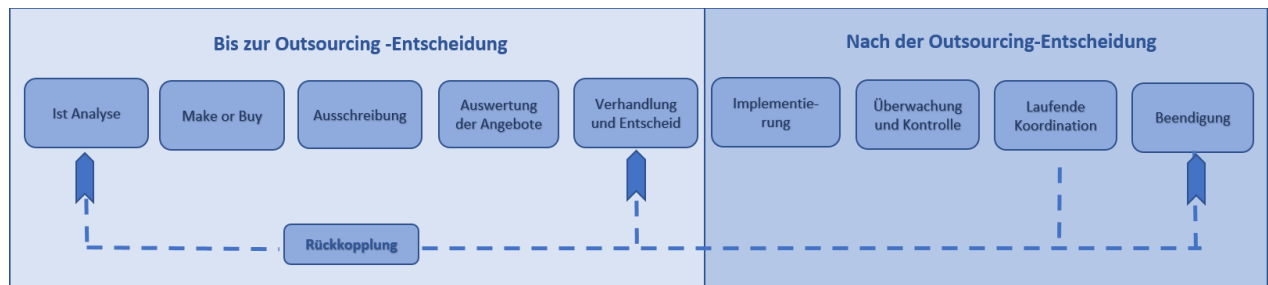 Bis zur Outsourcing -Entscheidung
Nach der Outsourcing-Entscheidung
Ist Analyse
Make or Buy
Ausschreibung
Auswertung
der Angebote
Verhandlung
und Entscheid
Implementie-
rung
Überwachung
und Kontrolle
Laufende
Koordination
Beendigung
Rückkopplung